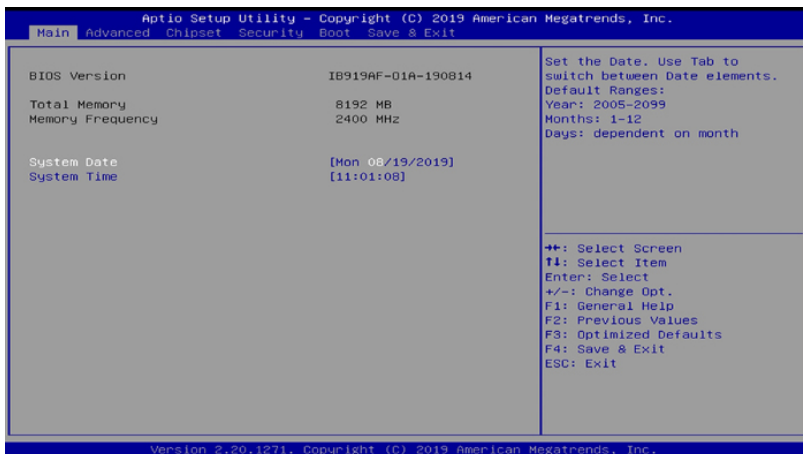 Aptio Setup Utility – Copyright (C) 2019 American Megatrends, Inc.
Main Advanced Chipset Security Boot Save & Exit
BIOS Version IB919AF-01A-190814
Total Memory 8192 MB
Memory Frequency 2400 MHz
System Date [Mon 08/19/2019]
System Time [11:01:08]
Set the Date. Use Tab to
switch between Date elements.
Default Ranges:
Year: 2005-2099
Months: 1-12
Days: dependent on month
→←: Select Screen
↑↓: Select Item
Enter: Select
+/-: Change Opt.
F1: General Help
F2: Previous Values
F3: Optimized Defaults
F4: Save & Exit
ESC: Exit
Version 2.20.1271. Copyright (C) 2019 American Megatrends, Inc.